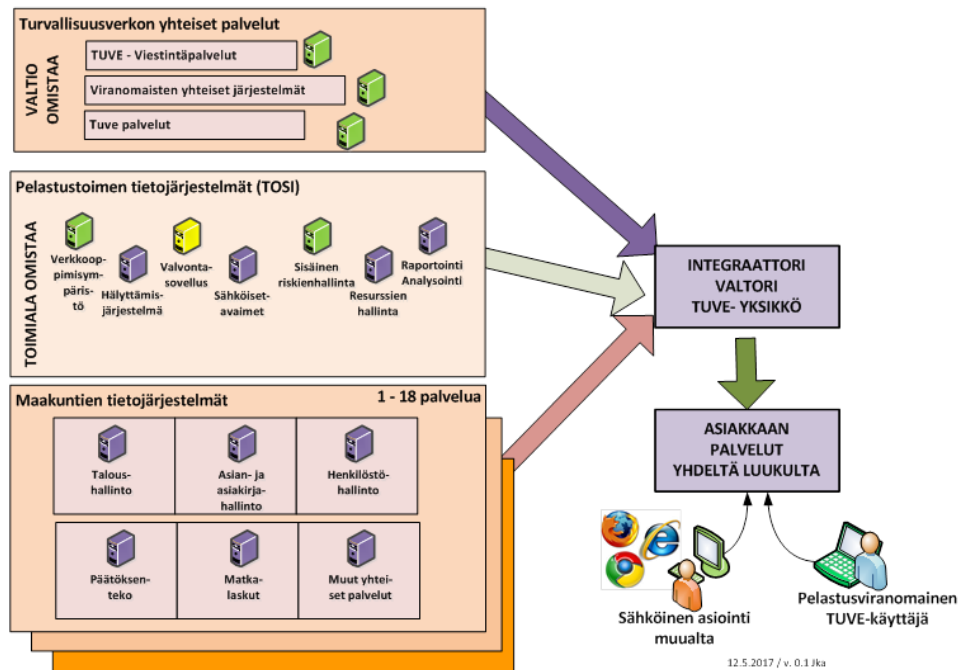 Turvallisuusverkon yhteiset palvelut
VALTIO
OMISTAA
TUVE - Viestintäpalvelut
Viranomaisten yhteiset järjestelmät
Tuve palvelut
Pelastustoimen tietojärjestelmät (TOSI)
TOIMIALA OMISTAA
Verkkoop-
pimisym-
päris-
tö
Hälyttämis-
järjestelmä
Valvonta-
sovellus
Sähköiset-
avaimet
Sisäinen
riskienhallinta
Resurssien
hallinta
Raportointi
Analysointi
Maakuntien tietojärjestelmät
1 - 18 palvelua
Talous-
hallinto
Asian- ja
asiakirja-
hallinto
Henkilöstö-
hallinto
Päätöksen-
teko
Matka-
laskut
Muut yhtei-
set palvelut
INTEGRAATTORI
VALTORI
TUVE- YKSIKKÖ
ASIAKKAAN
PALVELUT
YHDELTÄ LUUKULTA
Sähköinen asiointi
muualta
Pelastusviranomainen
TUVE-käyttäjä
12.5.2017 / v. 0.1 Jka